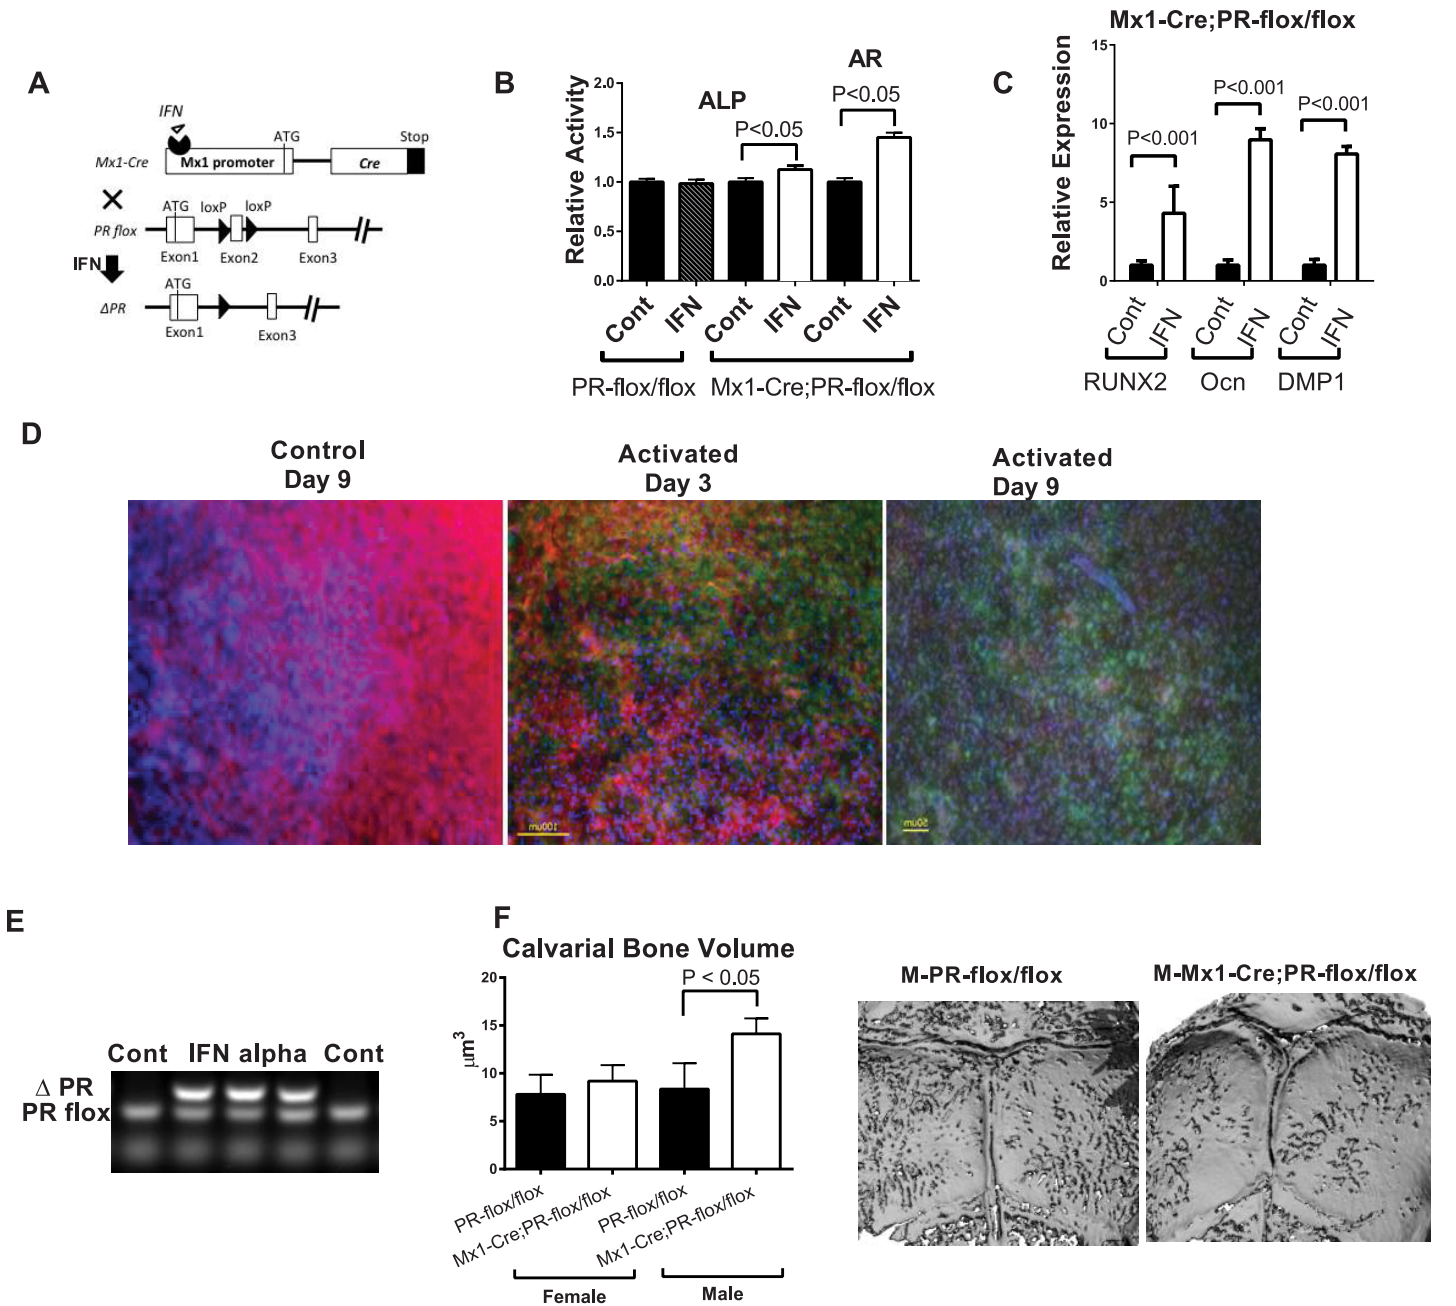 A
IFN
ATG
Stop
Mx1-Cre
Mx1 promoter
Cre
ATG
loxP
loxP
PR flox
Exon1
Exon2
Exon3
IFN
ATG
ΔPR
Exon1
Exon3
B
AR
ALP
P<0.05
P<0.05
Relative Activity
2.0
1.5
1.0
0.5
0.0
Cont
IFN
Cont
IFN
Cont
IFN
PR-flox/flox
Mx1-Cre;PR-flox/flox
C
Mx1-Cre;PR-flox/flox
Relative Expression
15
10
5
0
P<0.001
P<0.001
P<0.001
Cont
IFN
Cont
IFN
Cont
IFN
RUNX2
Ocn
DMP1
D
Control
Day 9
Activated
Day 3
Activated
Day 9
100um
50um
E
Cont
IFN alpha
Cont
Δ PR
PR flox
F
Calvarial Bone Volume
μm³
20
15
10
5
0
P < 0.05
PR-flox/flox
Mx1-Cre;PR-flox/flox
PR-flox/flox
Mx1-Cre;PR-flox/flox
Female
Male
M-PR-flox/flox
M-Mx1-Cre;PR-flox/flox